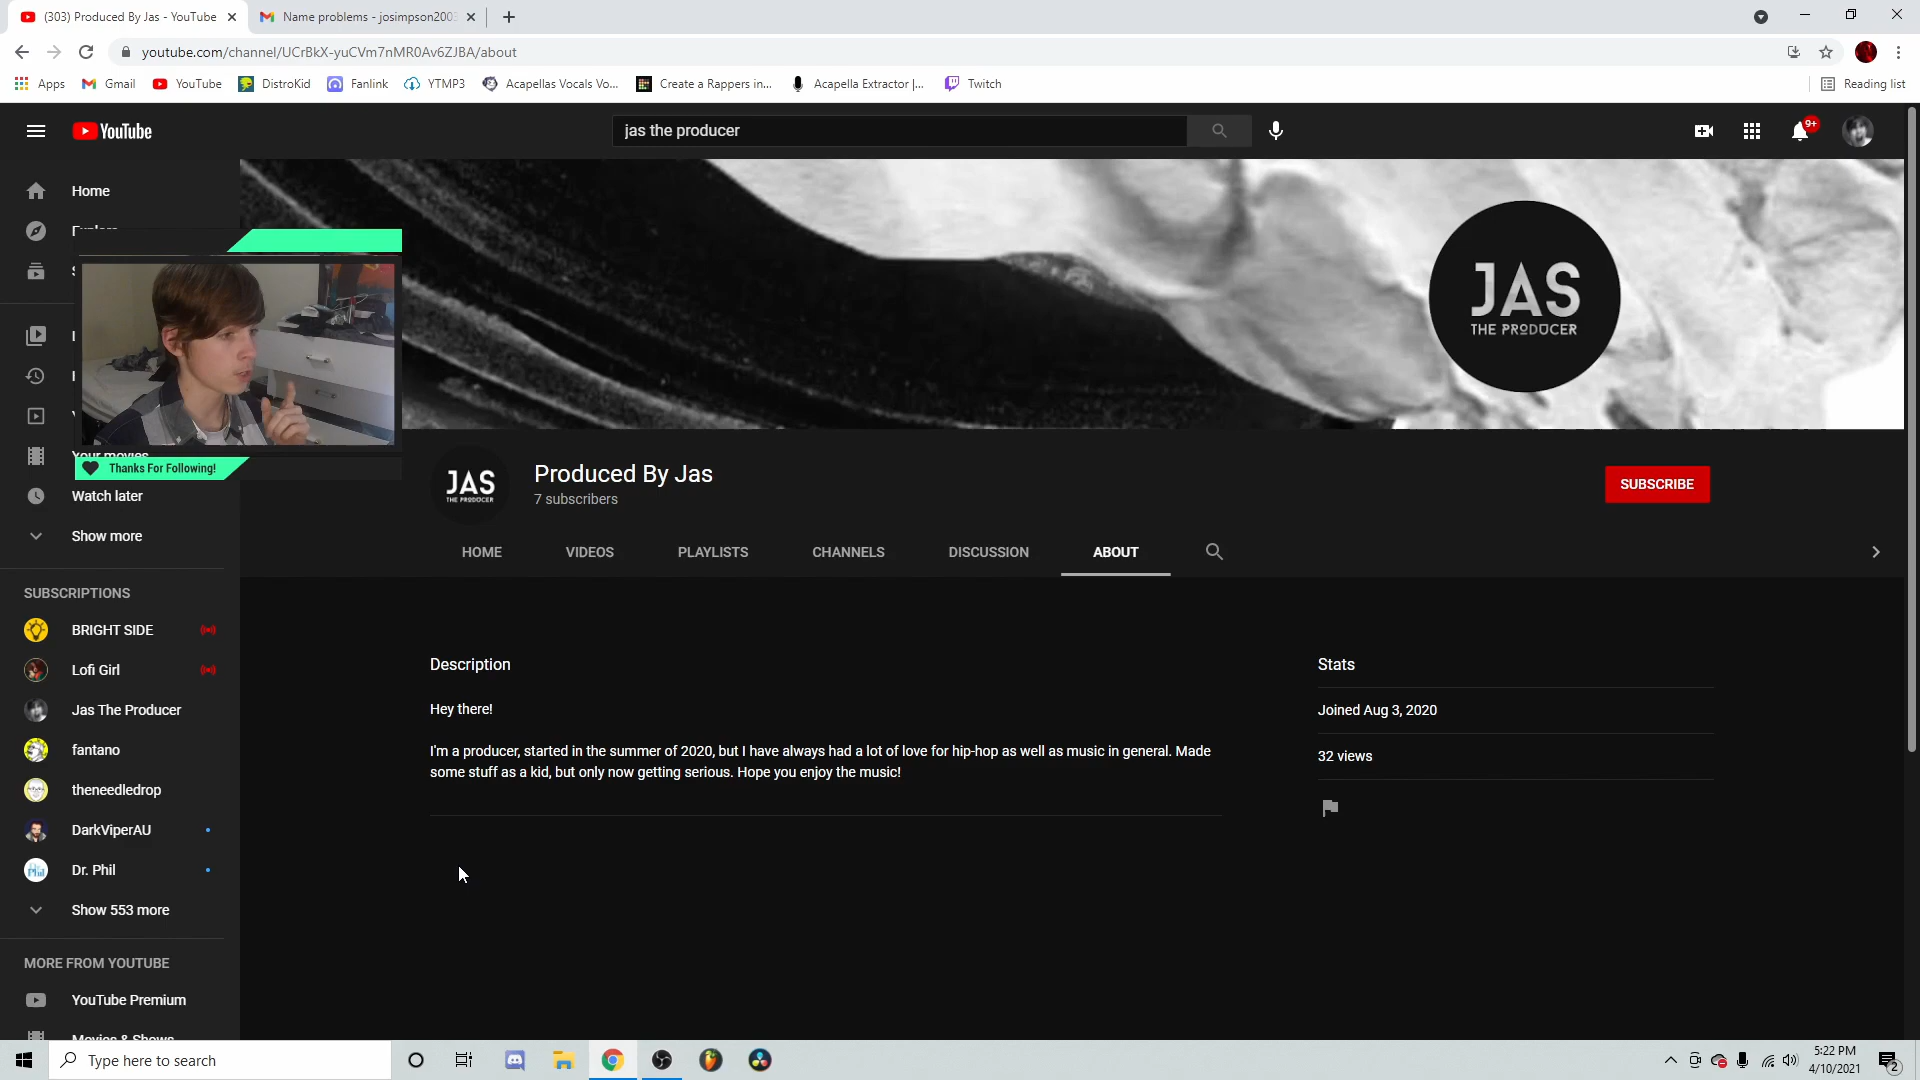 (303) Produced By Jas - YouTube
Name problems - josimpson200
youtube.com/channel/UCrBkX-yuCVm7nMR0Av6ZJBA/about
Apps
Gmail
YouTube
DistroKid
Fanlink
YTMP3
Acapellas Vocals Vo...
Create a Rappers in...
Acapella Extractor |...
Twitch
Reading list
YouTube
jas the producer
9+
Home
JAS
THE PRODUCER
Your movies
Thanks For Following!
Watch later
Show more
JAS
THE PRODUCER
Produced By Jas
7 subscribers
SUBSCRIBE
HOME
VIDEOS
PLAYLISTS
CHANNELS
DISCUSSION
ABOUT
SUBSCRIPTIONS
BRIGHT SIDE
Lofi Girl
Jas The Producer
fantano
theneedledrop
DarkViperAU
Dr. Phil
Show 553 more
MORE FROM YOUTUBE
YouTube Premium
Movies & Shows
Description
Hey there!
I'm a producer, started in the summer of 2020, but I have always had a lot of love for hip-hop as well as music in general. Made
some stuff as a kid, but only now getting serious. Hope you enjoy the music!
Stats
Joined Aug 3, 2020
32 views
Type here to search
5:22 PM
4/10/2021
2